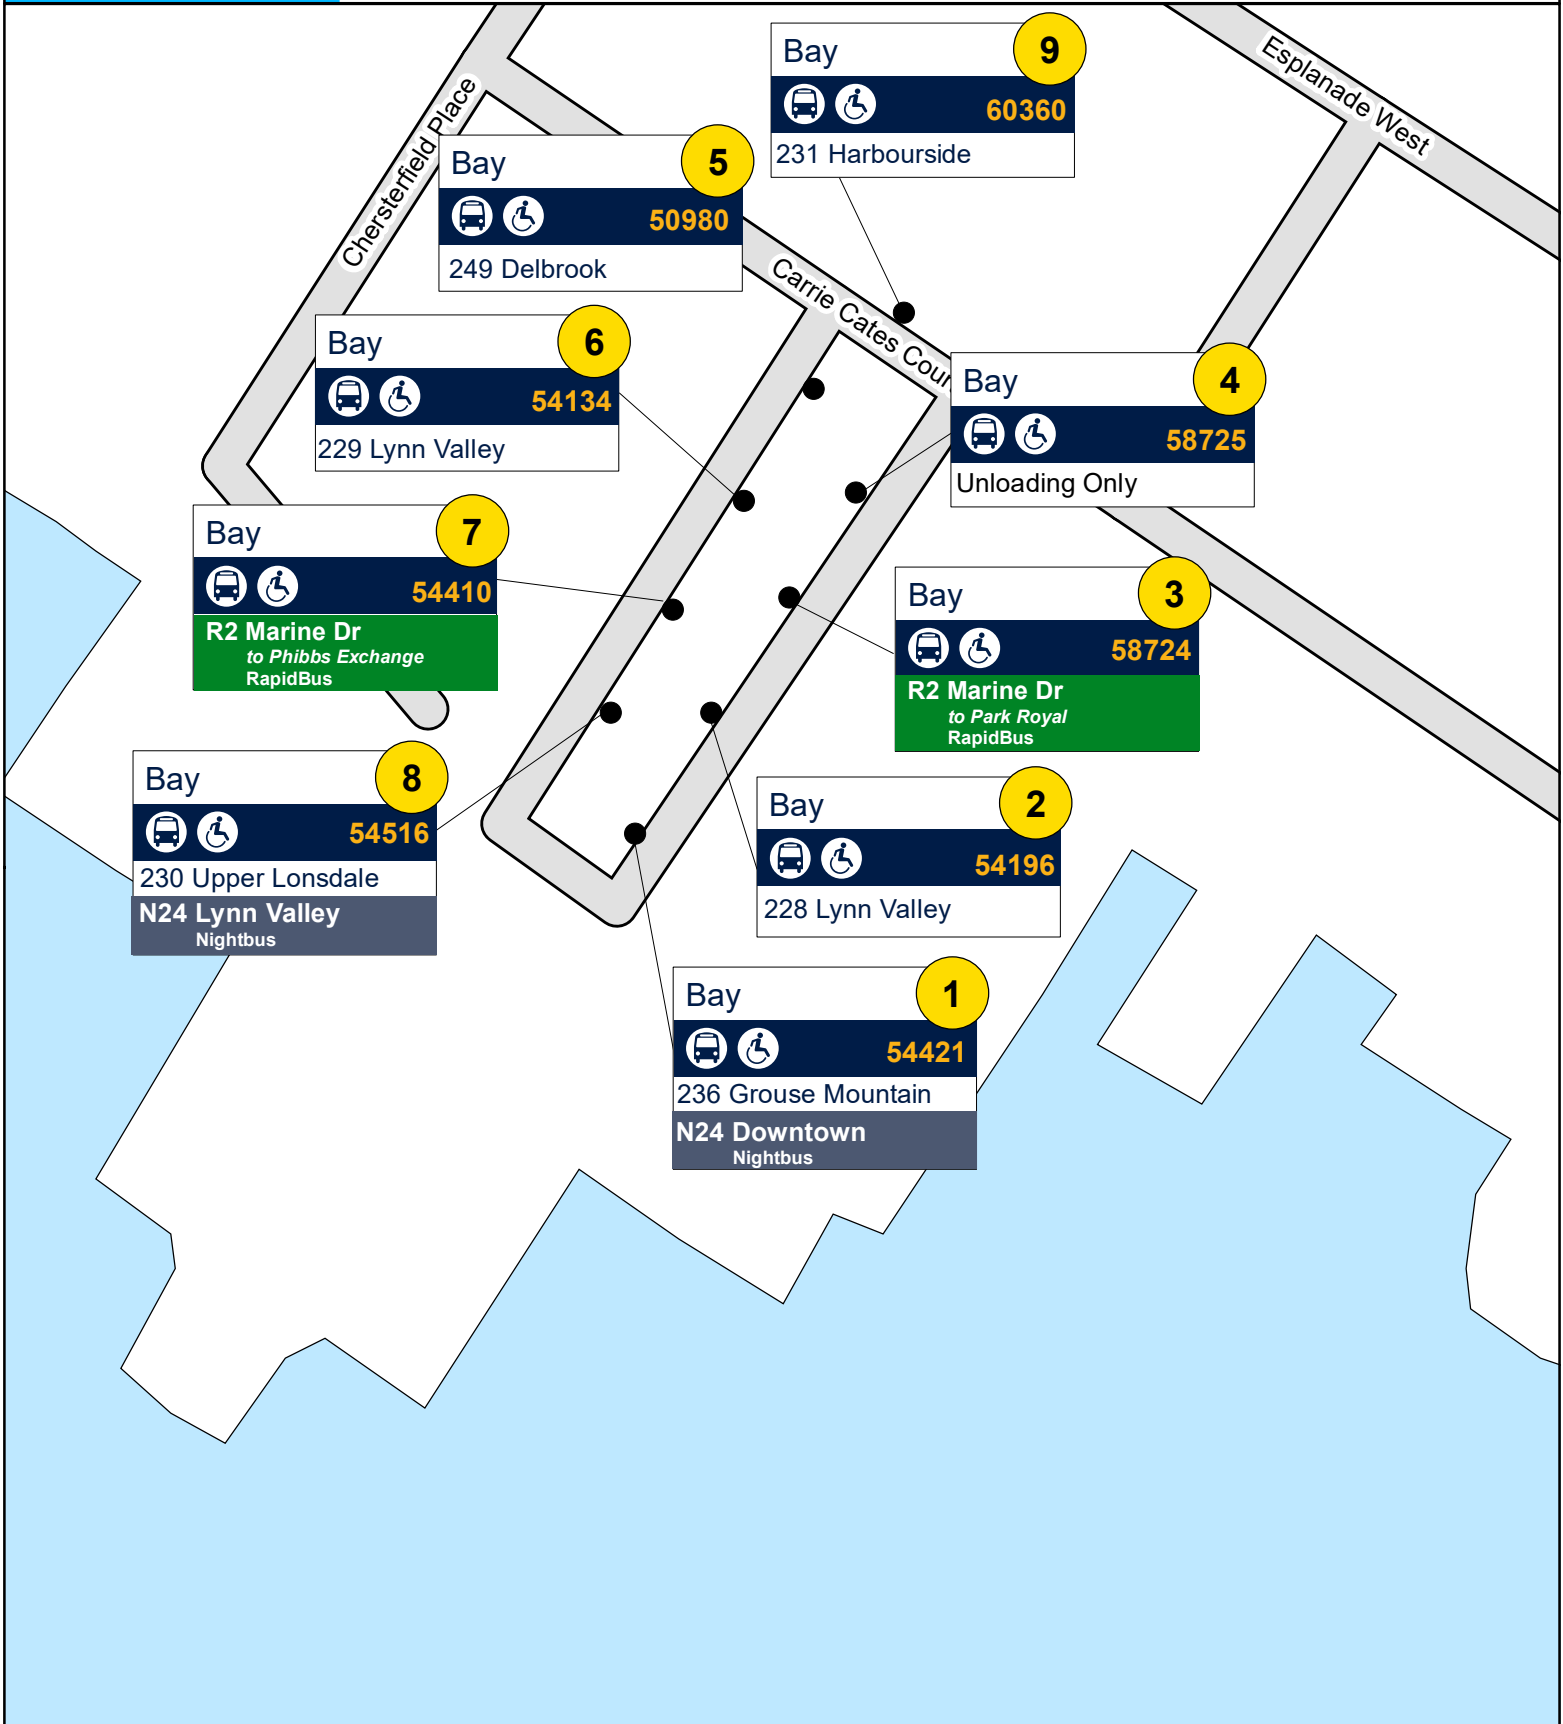 Esplanade West
Chersterfield Place
Carrie Cates Cour
Bay 9
60360
231 Harbourside
Bay 5
50980
249 Delbrook
Bay 6
54134
229 Lynn Valley
Bay 4
58725
Unloading Only
Bay 7
54410
R2 Marine Dr
to Phibbs Exchange
RapidBus
Bay 3
58724
R2 Marine Dr
to Park Royal
RapidBus
Bay 8
54516
230 Upper Lonsdale
N24 Lynn Valley
Nightbus
Bay 2
54196
228 Lynn Valley
Bay 1
54421
236 Grouse Mountain
N24 Downtown
Nightbus